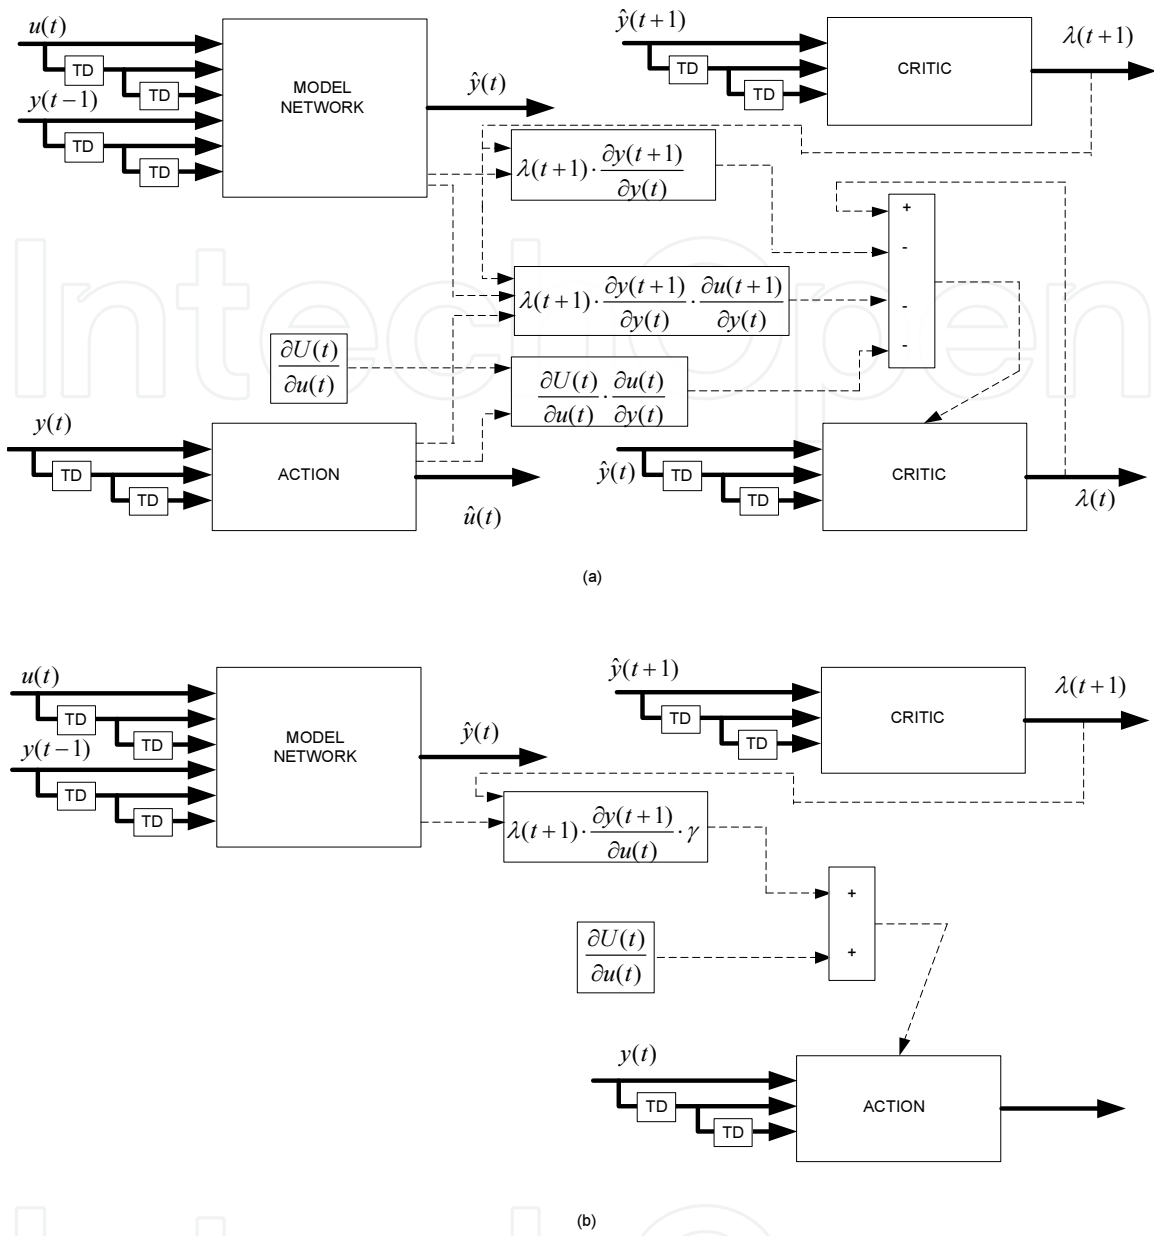 u(t)
TD
TD
y(t−1)
TD
TD
MODEL
NETWORK
ŷ(t)
ŷ(t+1)
TD
TD
CRITIC
λ(t+1)
λ(t+1)·∂y(t+1)/∂y(t)
λ(t+1)·∂y(t+1)/∂y(t)·∂u(t+1)/∂y(t)
∂U(t)/∂u(t)
∂U(t)/∂u(t)·∂u(t)/∂y(t)
+
-
-
-
y(t)
TD
TD
ACTION
û(t)
ŷ(t)
TD
TD
CRITIC
λ(t)
(a)
u(t)
TD
TD
y(t−1)
TD
TD
MODEL
NETWORK
ŷ(t)
ŷ(t+1)
TD
TD
CRITIC
λ(t+1)
λ(t+1)·∂y(t+1)/∂u(t)·γ
∂U(t)/∂u(t)
+
+
y(t)
TD
TD
ACTION
(b)
IntechOpen